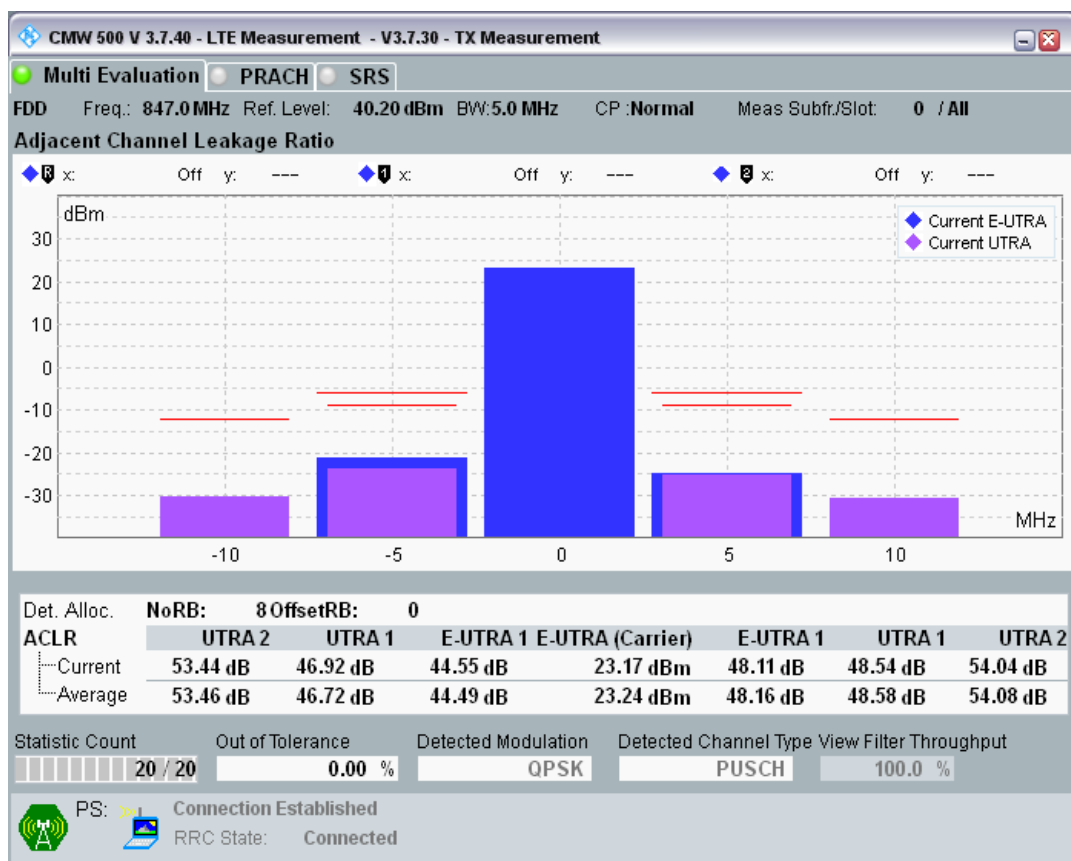 CMW 500 V 3.7.40 - LTE Measurement - V3.7.30 - TX Measurement
Multi Evaluation PRACH SRS
FDD Freq.: 847.0 MHz Ref. Level: 40.20 dBm BW:5.0 MHz CP :Normal Meas Subfr./Slot: 0 / All
Adjacent Channel Leakage Ratio
R x: Off y: --- 1 x: Off y: --- 2 x: Off y: ---
dBm
Current E-UTRA
Current UTRA
30
20
10
0
-10
-20
-30
MHz
-10 -5 0 5 10
Det. Alloc. NoRB: 8 OffsetRB: 0
ACLR UTRA 2 UTRA 1 E-UTRA 1 E-UTRA (Carrier) E-UTRA 1 UTRA 1 UTRA 2
Current 53.44 dB 46.92 dB 44.55 dB 23.17 dBm 48.11 dB 48.54 dB 54.04 dB
Average 53.46 dB 46.72 dB 44.49 dB 23.24 dBm 48.16 dB 48.58 dB 54.08 dB
Statistic Count Out of Tolerance Detected Modulation Detected Channel Type View Filter Throughput
20 / 20 0.00 % QPSK PUSCH 100.0 %
PS: Connection Established
RRC State: Connected